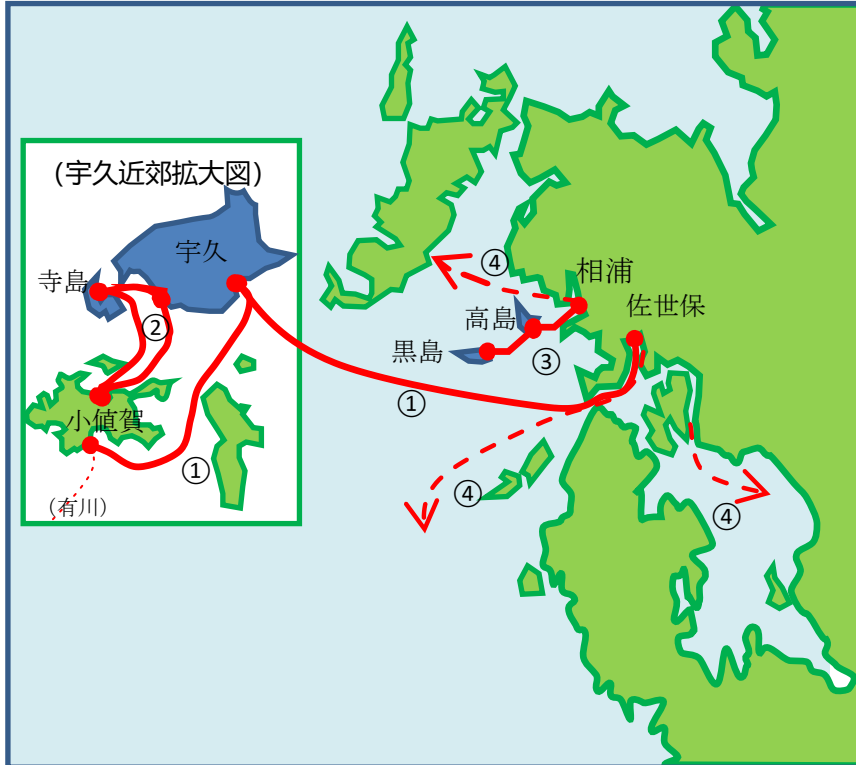 (宇久近郊拡大図)
宇久
寺島
②
小値賀
①
(有川)
④
相浦
高島
佐世保
黒島
③
①
④
④